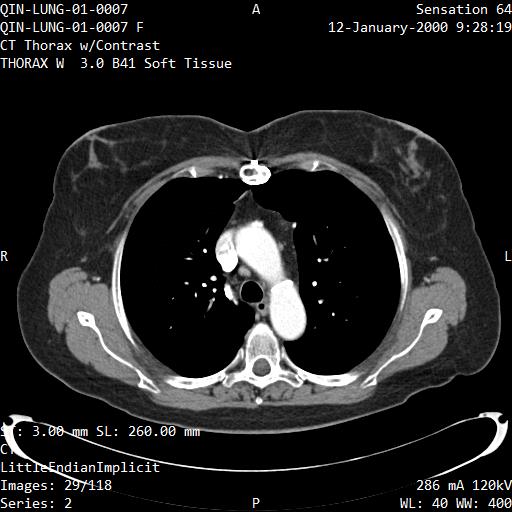 QIN-LUNG-01-0007
A
Sensation 64
QIN-LUNG-01-0007 F
12-January-2000 9:28:19
CT Thorax w/Contrast
THORAX W 3.0 B41 Soft Tissue
R
L
ST: 3.00 mm SL: 260.00 mm
LittleEndianImplicit
Images: 29/118
286 mA 120kV
Series: 2
P
WL: 40 WW: 400